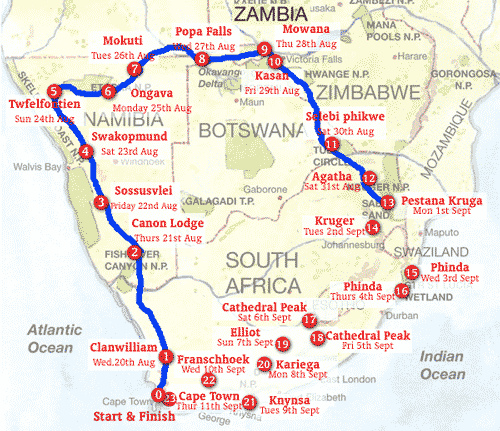 ZAMBIA
Popa Falls
Wed 27th Aug
Mowana
Thu 28th Aug
MANA
POOLS N.P.
Mokuti
Tues 26th Aug
9
8
7
10
Victoria Falls
Kasan
Fri 29th Aug
Okavango
Delta
HWANGE N.P.
GORONGOSA
N.P.
5
6
Ongava
Monday 25th Aug
Maun
ZIMBABWE
Twfelfontien
Sun 24th Aug
NAMIBIA
BOTSWANA
Selebi phikwe
Sat 30th Aug
MOZAMBIQUE
Swakopmund
Sat 23rd Aug
4
11
Walvis Bay
Windhoek
CIRCLE
Agatha
Sat 31st Aug
12
Sossusvlei
Friday 22nd Aug
3
Gaborone
GALAGADI T.P.
13
Pestana Kruga
Mon 1st Sept
SAND
Canon Lodge
Thurs 21st Aug
Kruger
Tues 2nd Sept
14
Maputo
2
Johannesburg
FISH RIVER
CANYON N.P.
SWAZILAND
SOUTH
AFRICA
15
Phinda
Wed 3rd Sept
Phinda
Thurs 4th Sept
16
WETLAND
Cathedral Peak
Sat 6th Sept
17
Durban
Atlantic
Ocean
Elliot
Sun 7th Sept
19
18
Cathedral Peak
Fri 5th Sept
Clanwilliam
Wed.20th Aug
1
Franschhoek
Wed 10th Sept
20
Kariega
Mon 8th Sept
Indian
Ocean
22
N.P.
East London
0
23
Cape Town
Thur 11th Sept
21
Knynsa
Tues 9th Sept
Cape Town
Start & Finish
George